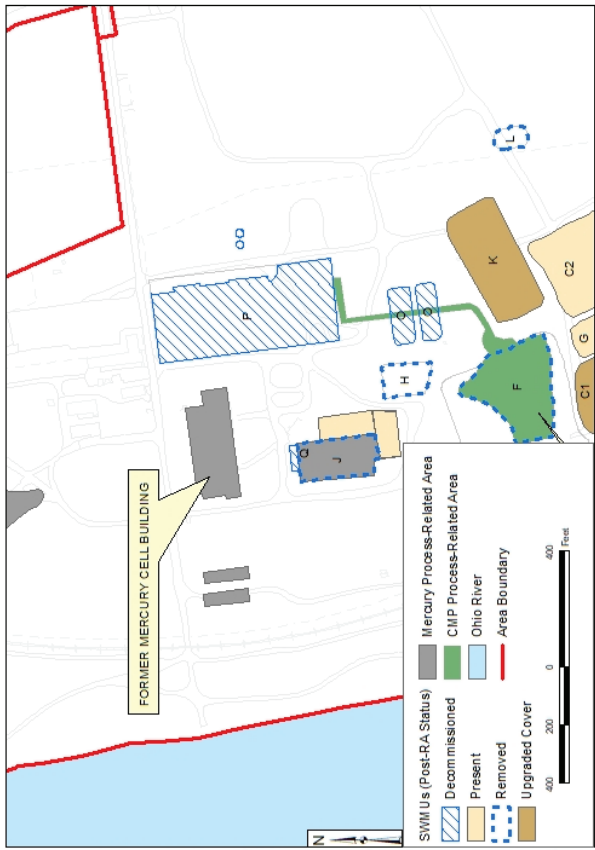 FORMER MERCURY CELL BUILDING
P
L
K
O
O
H
Q
J
C2
G
F
C1
SWMUs (Post-RA Status)
Decommissioned
Present
Removed
Upgraded Cover
Mercury Process-Related Area
CMP Process-Related Area
Ohio River
Area Boundary
400 200 0 400
Feet
N